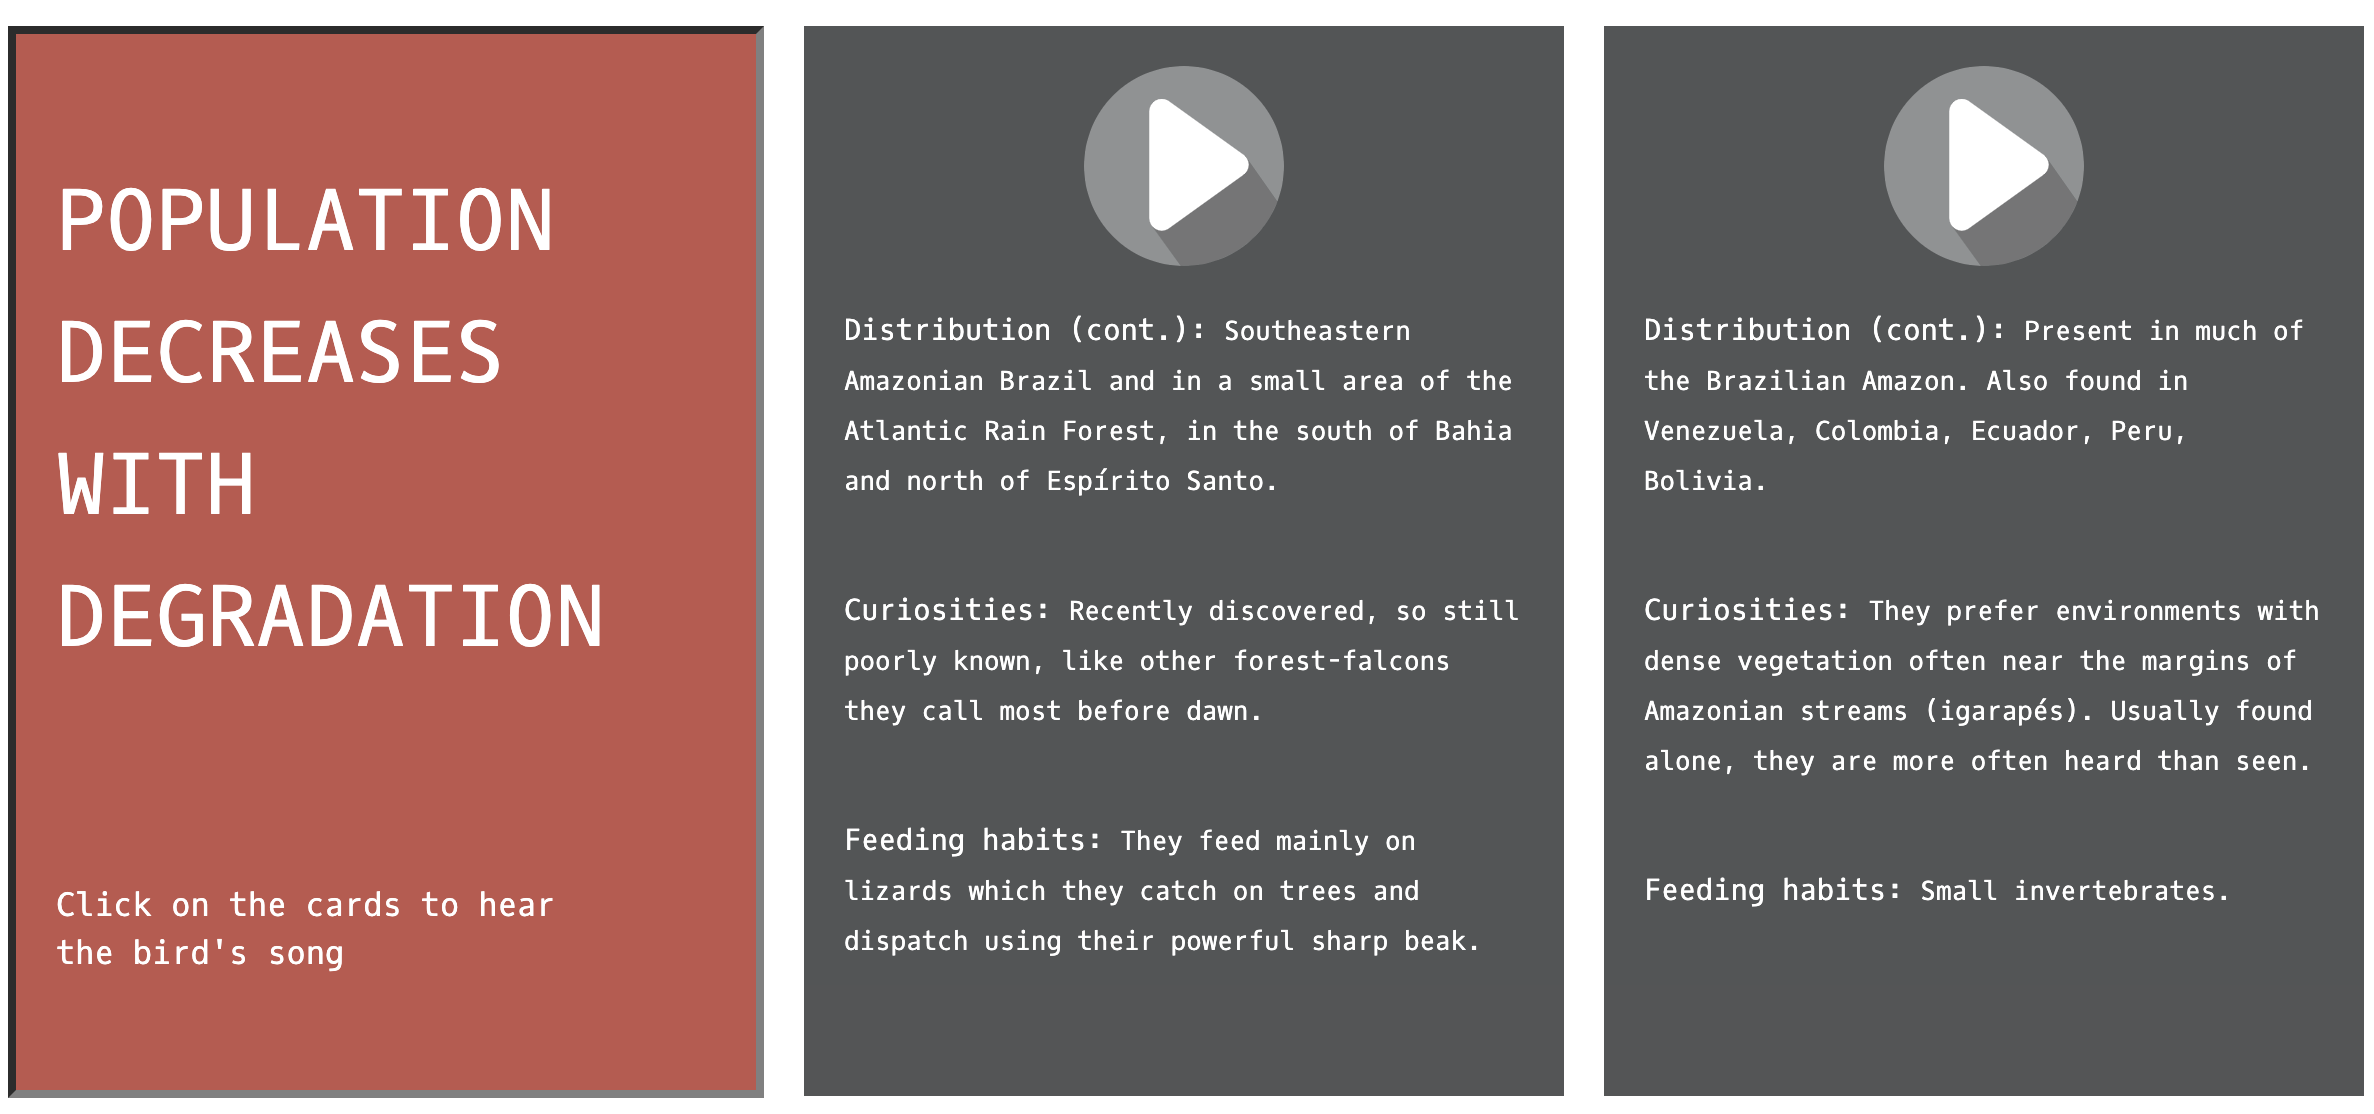 POPULATION
DECREASES
WITH
DEGRADATION
Click on the cards to hear
the bird's song
Distribution (cont.): Southeastern
Amazonian Brazil and in a small area of the
Atlantic Rain Forest, in the south of Bahia
and north of Espírito Santo.
Curiosities: Recently discovered, so still
poorly known, like other forest-falcons
they call most before dawn.
Feeding habits: They feed mainly on
lizards which they catch on trees and
dispatch using their powerful sharp beak.
Distribution (cont.): Present in much of
the Brazilian Amazon. Also found in
Venezuela, Colombia, Ecuador, Peru,
Bolivia.
Curiosities: They prefer environments with
dense vegetation often near the margins of
Amazonian streams (igarapés). Usually found
alone, they are more often heard than seen.
Feeding habits: Small invertebrates.